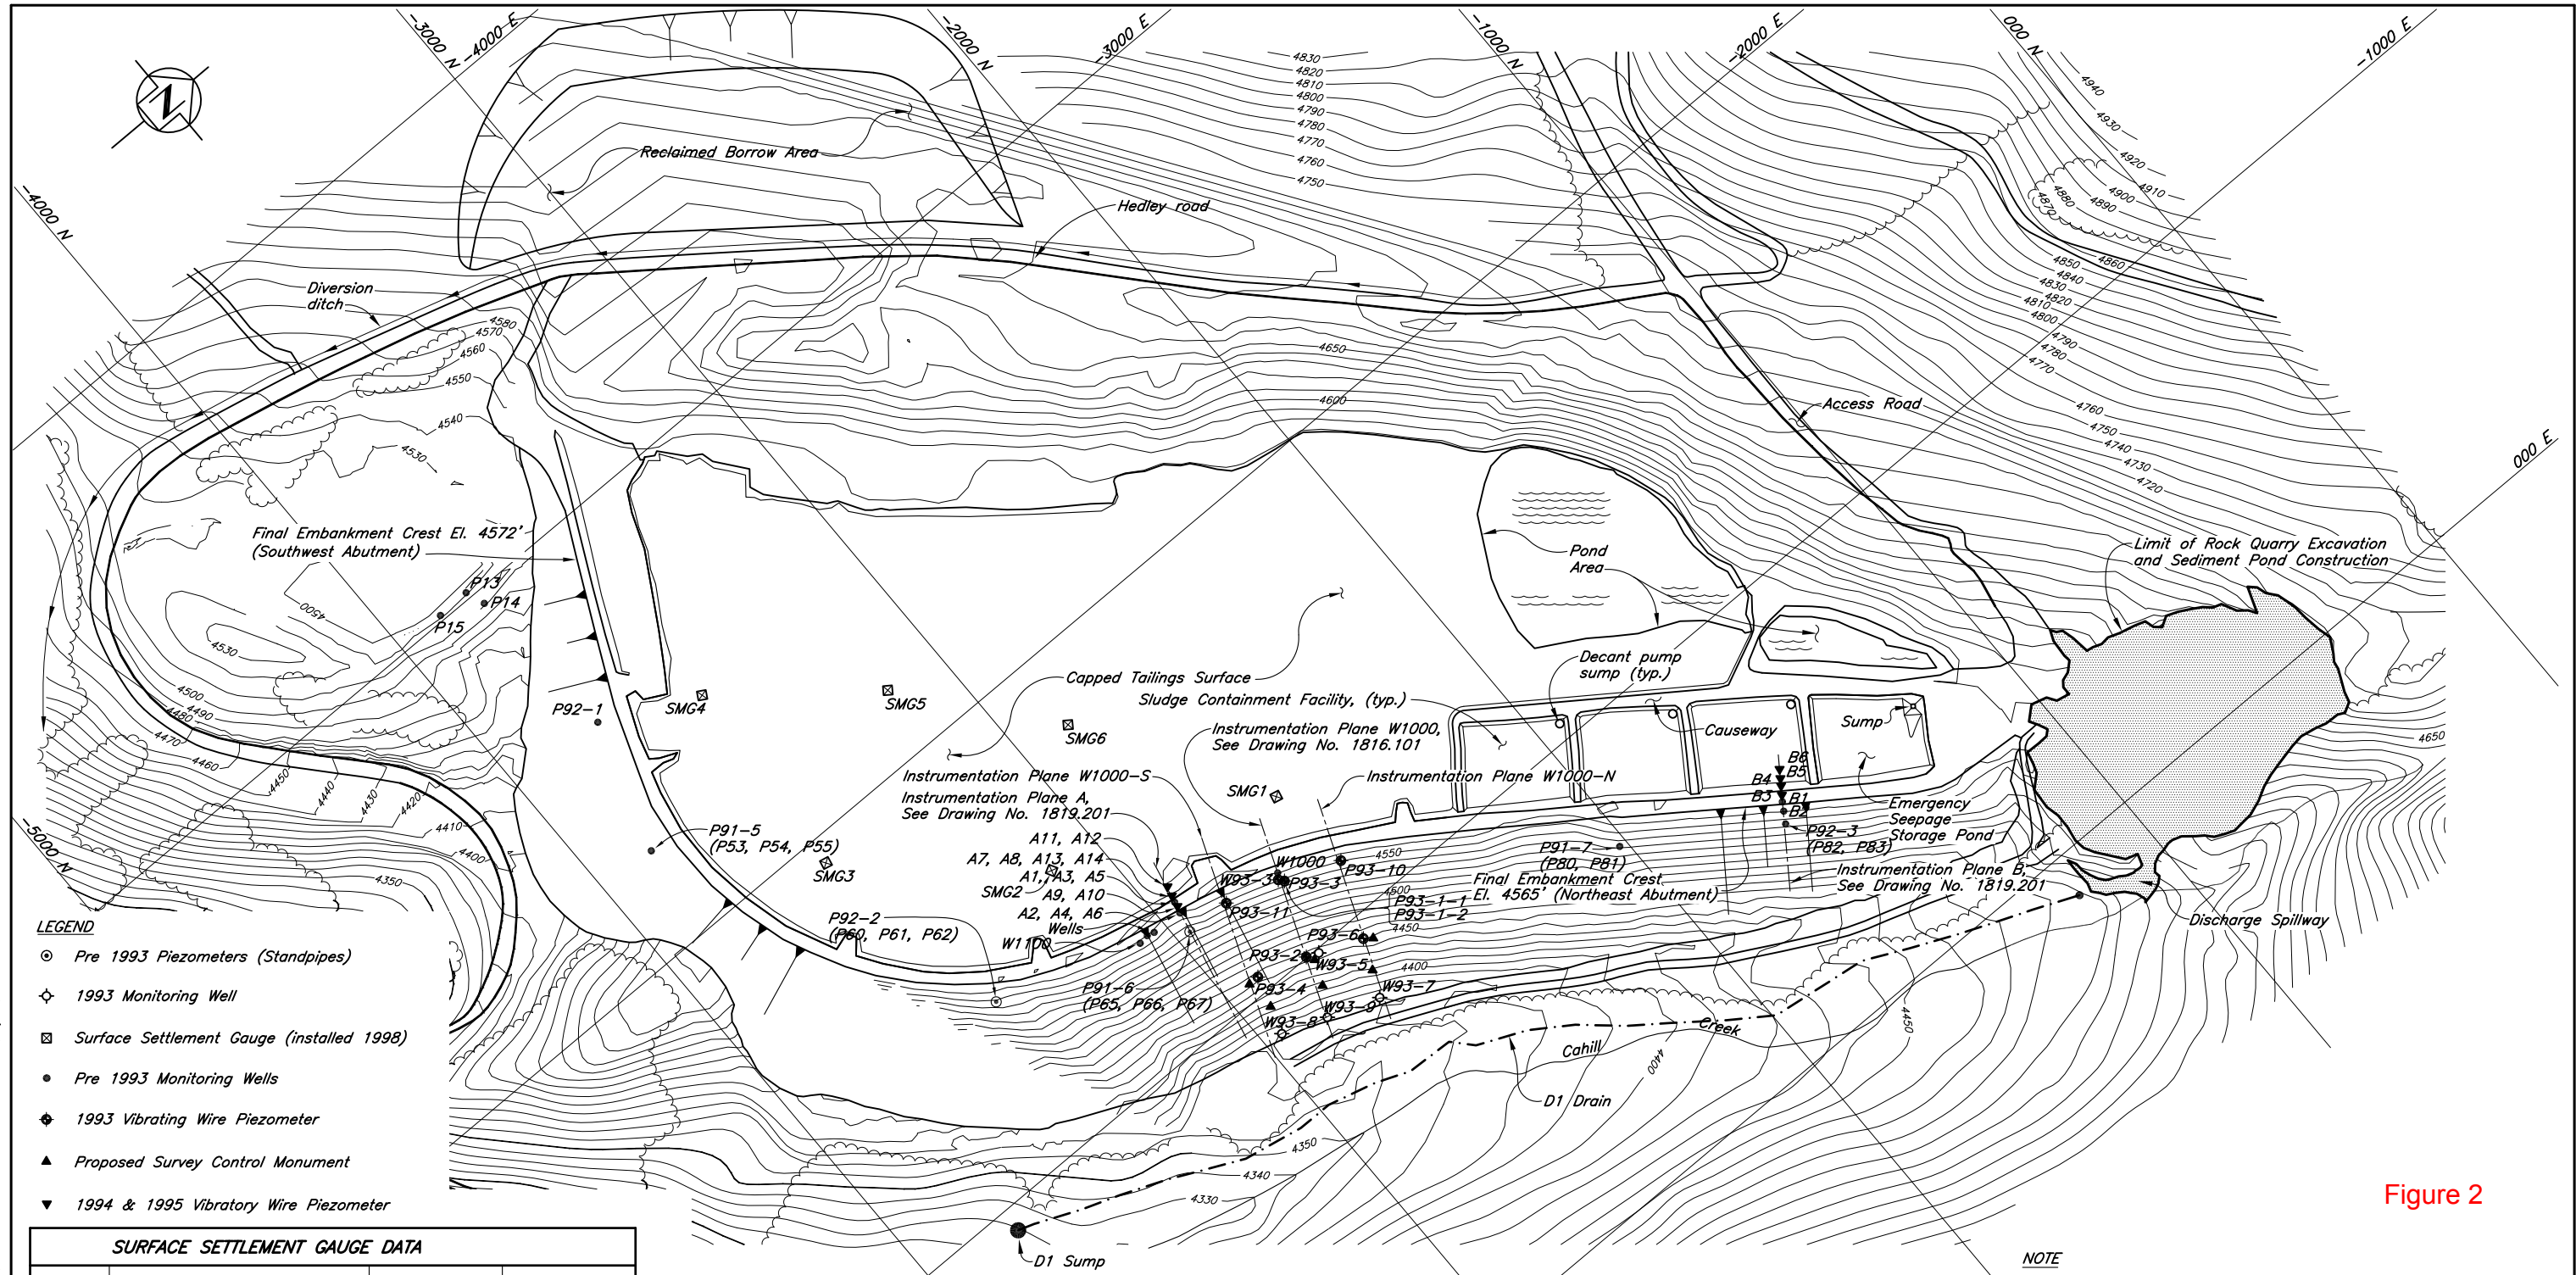 -3000 N
-4000 E
-2000 N
-3000 E
-1000 N
-2000 E
000 N
-1000 E
N
-4000 N
000 E
-5000 N
4830
4820
4810
4800
4790
4780
4770
4760
4750
4940
4930
4920
4910
4900
4890
4880
4870
4860
4850
4840
4830
4820
4810
4800
4790
4780
4770
4760
4750
4740
4730
4720
Reclaimed Borrow Area
Hedley road
Diversion
ditch
4580
4570
4560
4550
4540
4530
4650
4600
Access Road
Final Embankment Crest El. 4572'
(Southwest Abutment)
P13
P14
P15
4500
4530
4500
4490
4480
4470
4460
4450
4440
4430
4420
4410
4400
4350
Pond
Area
Limit of Rock Quarry Excavation
and Sediment Pond Construction
Capped Tailings Surface
Sludge Containment Facility, (typ.)
Decant pump
sump (typ.)
Instrumentation Plane W1000,
See Drawing No. 1816.101
Causeway
Sump
P92-1
SMG4
SMG5
SMG6
SMG1
Instrumentation Plane W1000-S
Instrumentation Plane W1000-N
Instrumentation Plane A,
See Drawing No. 1819.201
A11, A12
A7, A8, A13, A14
A1, A3, A5
SMG2
A9, A10
A2, A4, A6
Wells
W1100
P91-5
(P53, P54, P55)
SMG3
P92-2
(P60, P61, P62)
P91-6
(P65, P66, P67)
W1000
W93-3
P93-3
P93-10
P93-11
4550
4500
P93-1-1
P93-1-2
4450
P93-6
P93-2
W93-5
4400
P93-4
W93-7
W93-9
W93-8
P91-7
(P80, P81)
Final Embankment Crest
El. 4565' (Northeast Abutment)
B6
B5
B4
B3
B1
B2
P92-3
(P82, P83)
Emergency
Seepage
Storage Pond
Instrumentation Plane B,
See Drawing No. 1819.201
Discharge Spillway
4650
4450
4400
Cahill
Creek
D1 Drain
4350
4340
4330
D1 Sump
LEGEND
Pre 1993 Piezometers (Standpipes)
1993 Monitoring Well
Surface Settlement Gauge (installed 1998)
Pre 1993 Monitoring Wells
1993 Vibrating Wire Piezometer
Proposed Survey Control Monument
1994 & 1995 Vibratory Wire Piezometer
SURFACE SETTLEMENT GAUGE DATA
Figure 2
NOTE